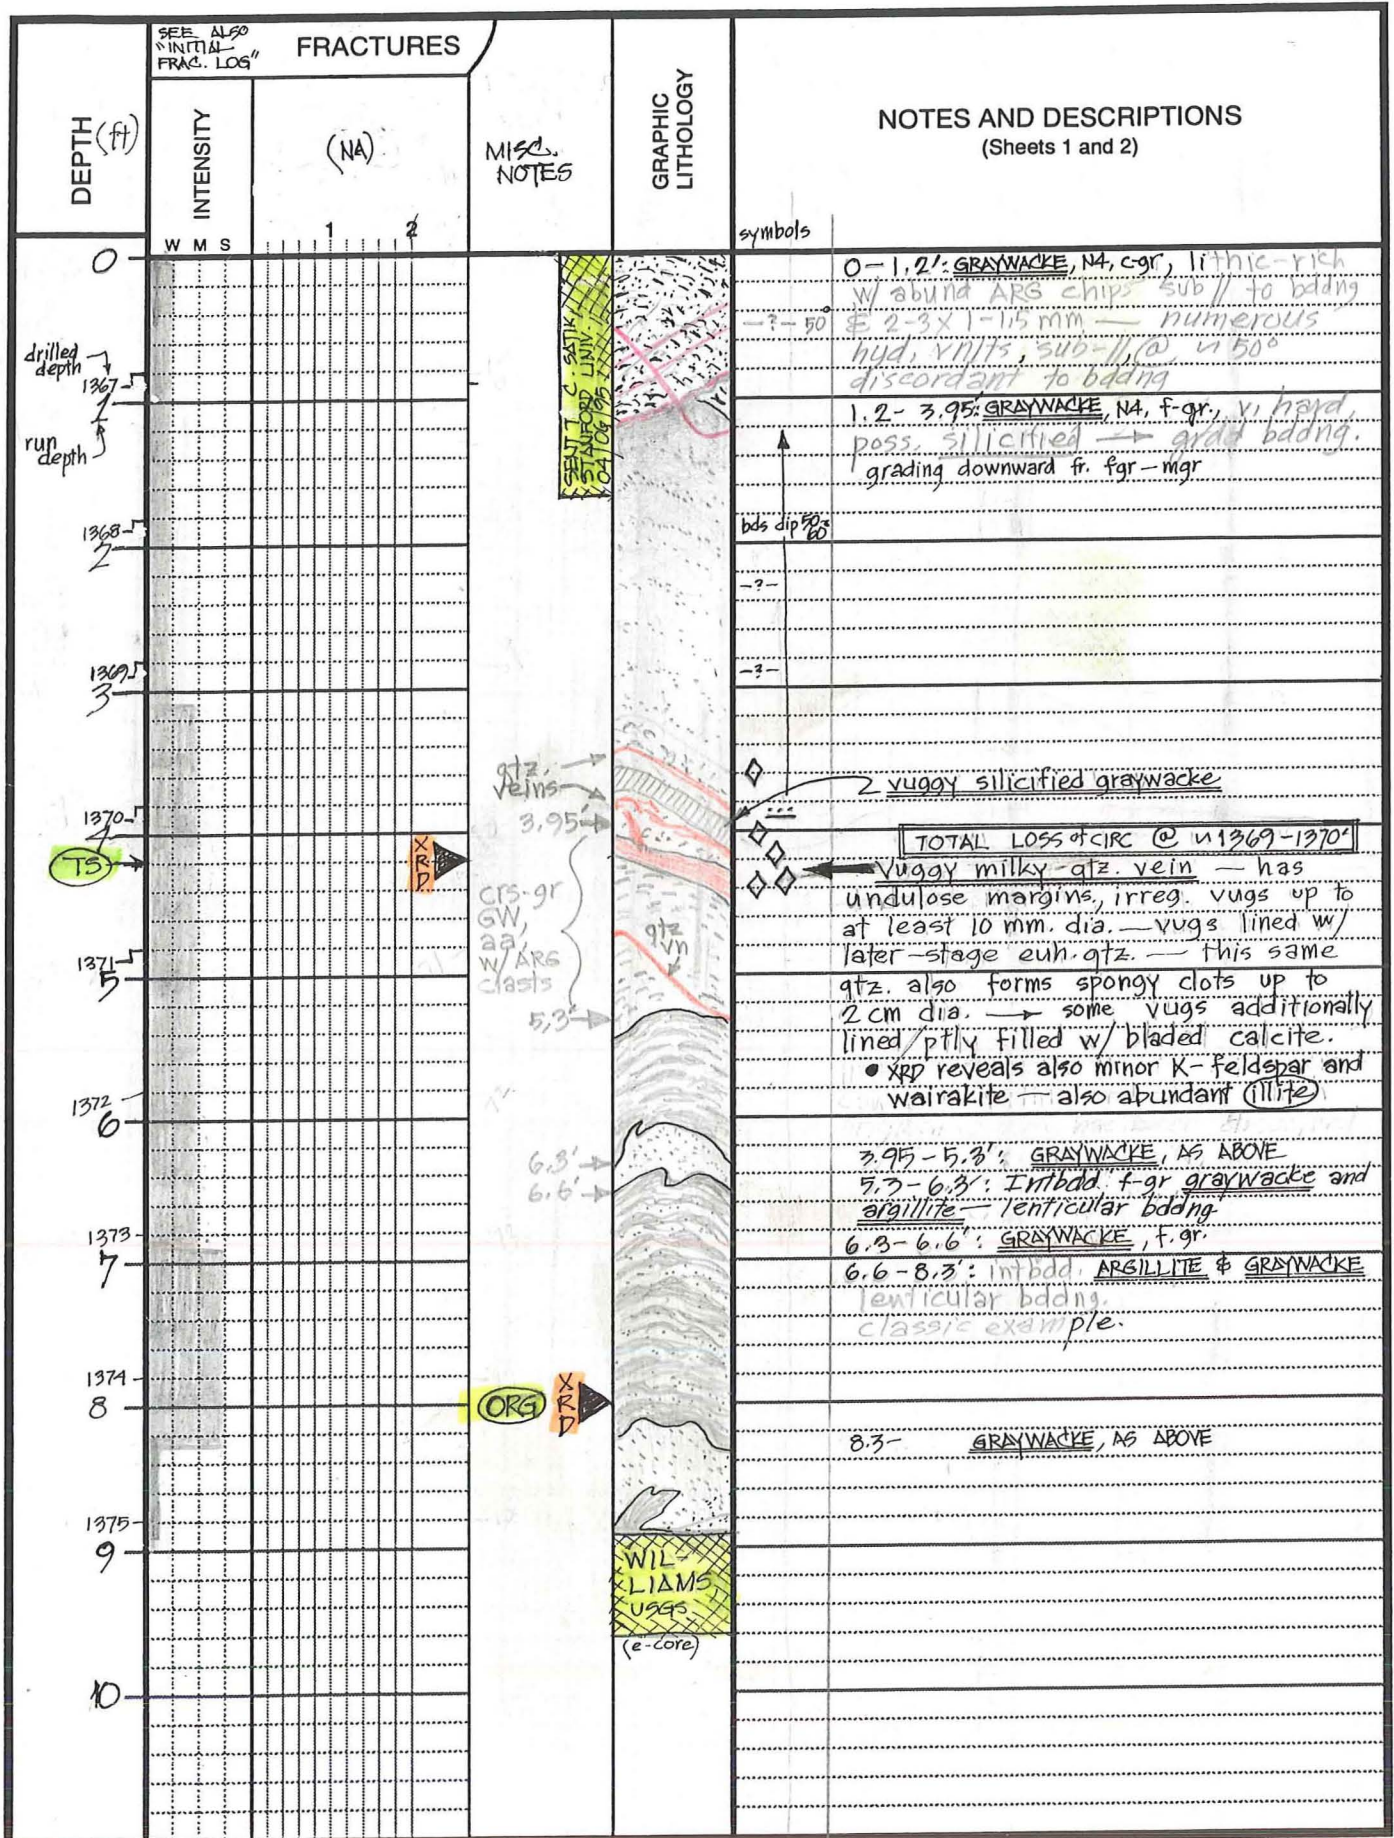 SEE ALSO
"INITIAL
FRAC. LOG"
FRACTURES
DEPTH (ft)
INTENSITY
(NA)
MISC.
NOTES
GRAPHIC
LITHOLOGY
NOTES AND DESCRIPTIONS
(Sheets 1 and 2)
W M S
1 2
symbols
0
drilled
depth
1367
1
run
depth
1368
2
1369
3
1370
4
TS
1371
5
1372
6
1373
7
1374
8
1375
9
10
SENT T. C. SATIK,
STANFORD UNIV.
04/06/95
qtz.
veins
3.95'
XRD
crs-gr
GW,
aa,
w/ARG
clasts
5.3'
6.3'
6.6'
ORG
XRD
qtz
vn
WIL-
LIAMS,
USGS
(e-core)
-?- 50°
bds dip 50-
60
-?-
-?-
0-1.2': GRAYWACKE, N4, c-gr, lithic-rich
w/ abund ARG chips sub // to bddng
& 2-3 x 1-1.5 mm — numerous
hyd. vnlts, sub-//, @ ~50°
discordant to bddng
1.2-3.95': GRAYWACKE, N4, f-gr., v. hard,
poss. silicified → grdd bddng.
grading downward fr. fgr-mgr
vuggy silicified graywacke
TOTAL LOSS of CIRC @ ~1369-1370'
Vuggy milky-qtz. vein — has
undulose margins, irreg. vugs up to
at least 10 mm. dia. — vugs lined w/
later-stage euh. qtz. — this same
qtz. also forms spongy clots up to
2 cm dia. → some vugs additionally
lined/ptly filled w/ bladed calcite.
• XRD reveals also minor K-feldspar and
wairakite — also abundant illite
3.95-5.3': GRAYWACKE, AS ABOVE
5.3-6.3': Intbdd. f-gr graywacke and
argillite — lenticular bddng
6.3-6.6': GRAYWACKE, f.gr.
6.6-8.3': intbdd. ARGILLITE & GRAYWACKE
lenticular bddng.
classic example.
8.3- GRAYWACKE, AS ABOVE